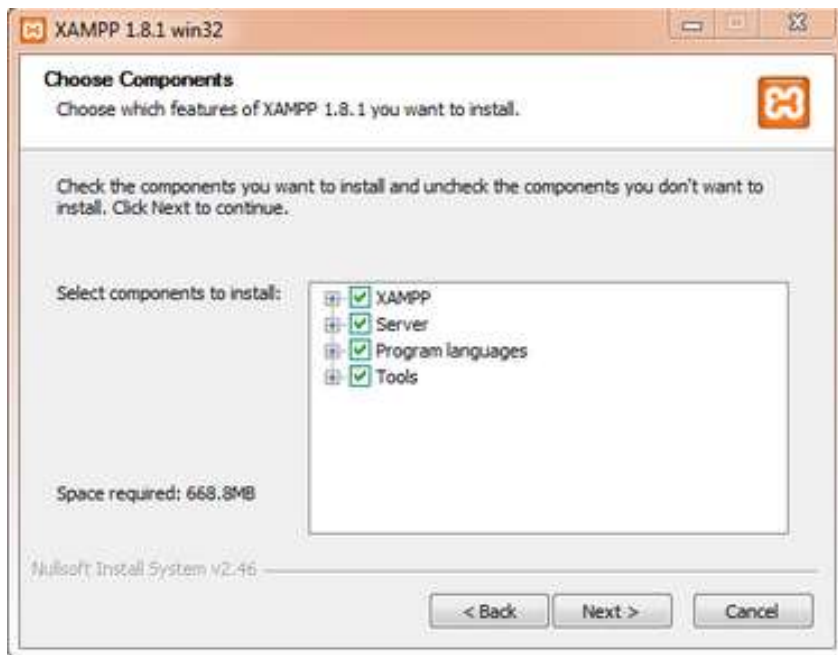 XAMPP 1.8.1 win32
Choose Components
Choose which features of XAMPP 1.8.1 you want to install.
Check the components you want to install and uncheck the components you don't want to
install. Click Next to continue.
Select components to install:
XAMPP
Server
Program languages
Tools
Space required: 668.8MB
Nullsoft Install System v2.46
< Back
Next >
Cancel